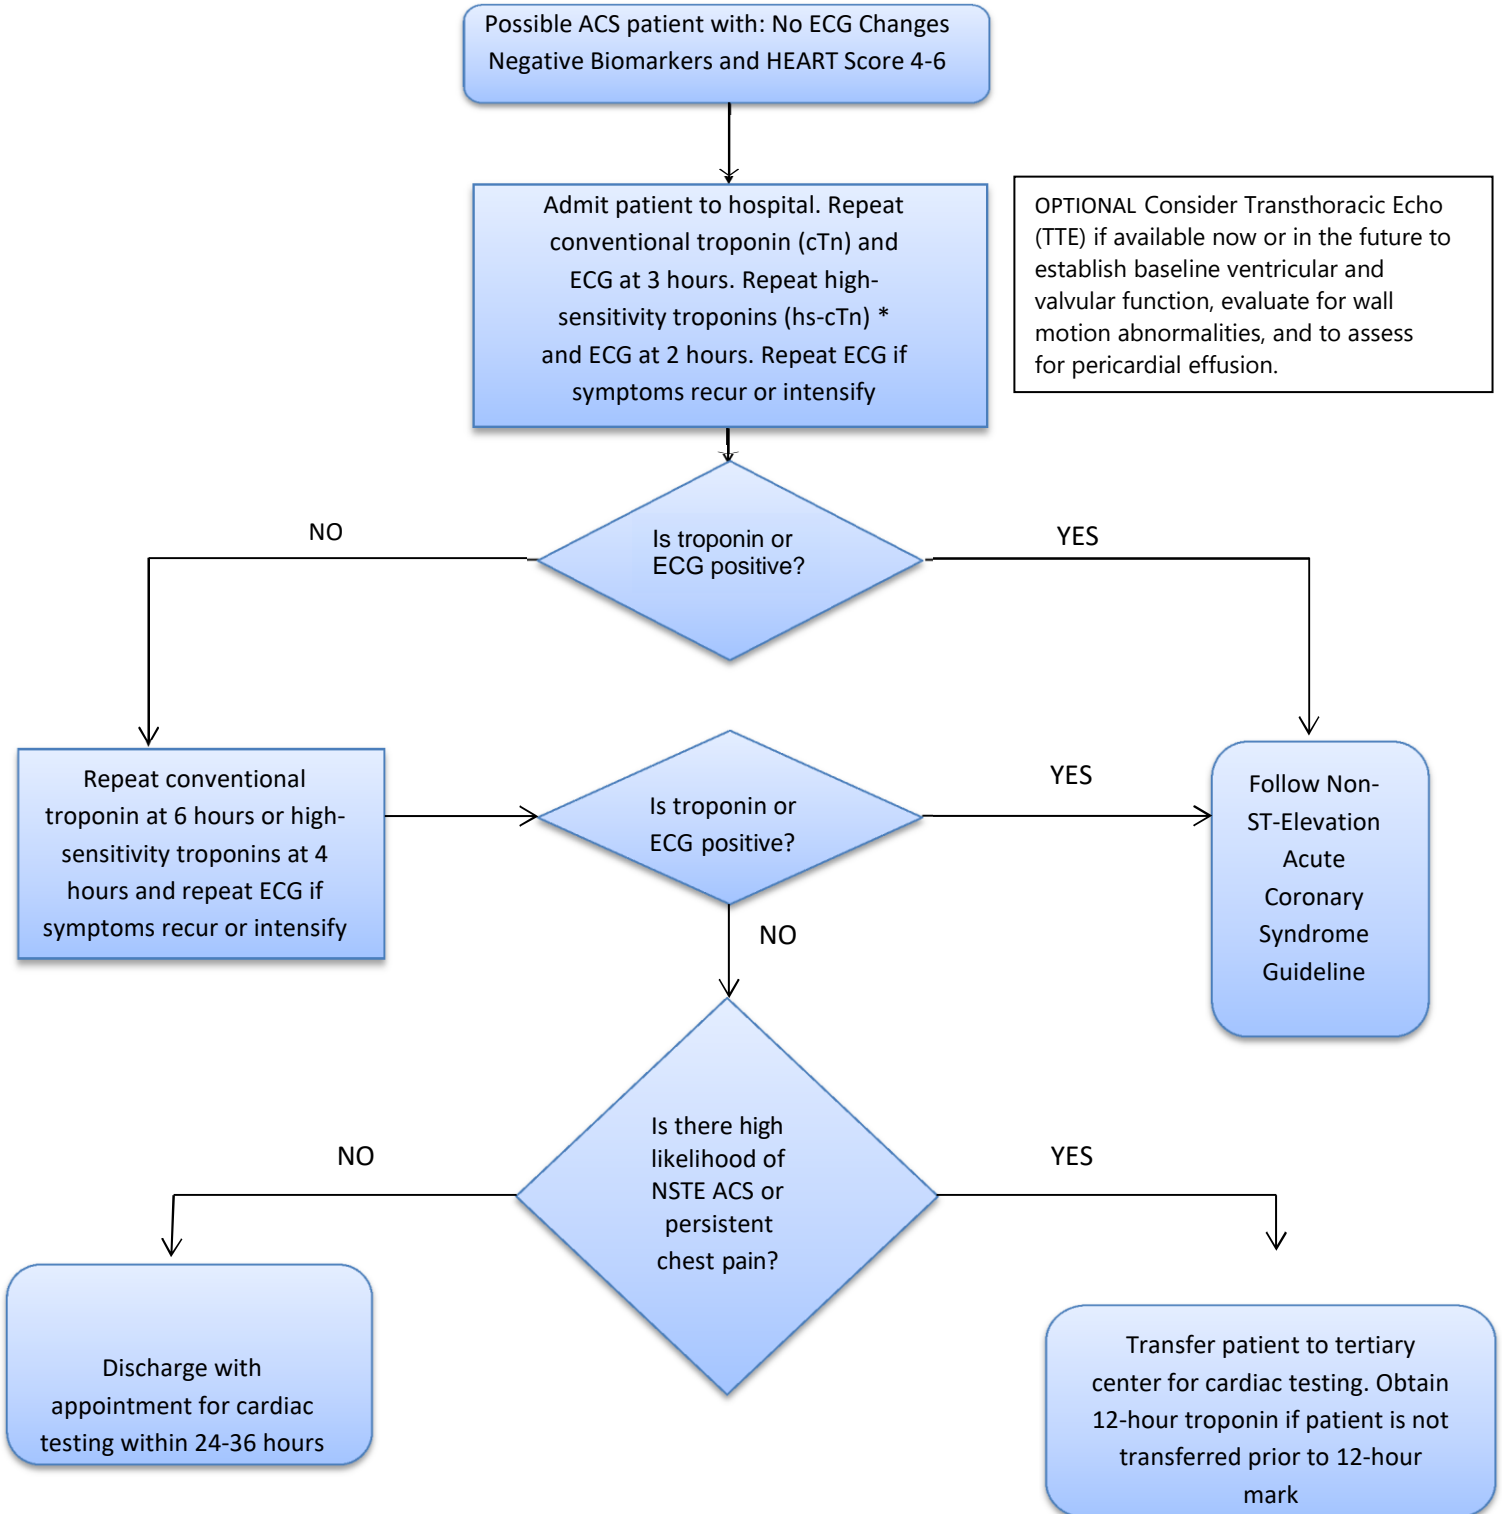 Possible ACS patient with: No ECG Changes
Negative Biomarkers and HEART Score 4-6
Admit patient to hospital. Repeat
conventional troponin (cTn) and
ECG at 3 hours. Repeat high-
sensitivity troponins (hs-cTn) *
and ECG at 2 hours. Repeat ECG if
symptoms recur or intensify
OPTIONAL Consider Transthoracic Echo
(TTE) if available now or in the future to
establish baseline ventricular and
valvular function, evaluate for wall
motion abnormalities, and to assess
for pericardial effusion.
NO
Is troponin or
ECG positive?
YES
Repeat conventional
troponin at 6 hours or high-
sensitivity troponins at 4
hours and repeat ECG if
symptoms recur or intensify
Is troponin or
ECG positive?
YES
NO
Follow Non-
ST-Elevation
Acute
Coronary
Syndrome
Guideline
NO
Is there high
likelihood of
NSTE ACS or
persistent
chest pain?
YES
Discharge with
appointment for cardiac
testing within 24-36 hours
Transfer patient to tertiary
center for cardiac testing. Obtain
12-hour troponin if patient is not
transferred prior to 12-hour
mark